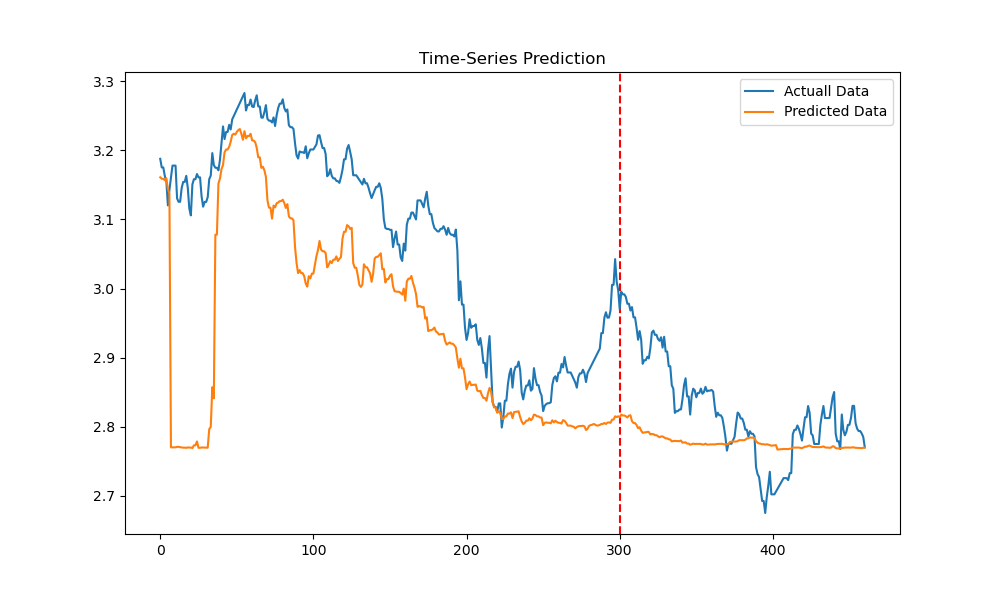 Time-Series Prediction
Actuall Data
Predicted Data
3.3
3.2
3.1
3.0
2.9
2.8
2.7
0 100 200 300 400